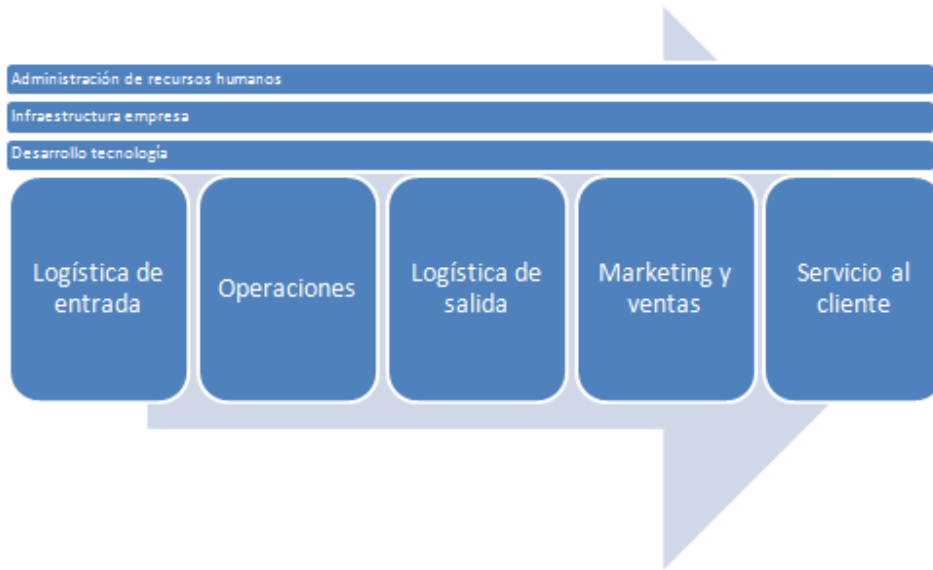 Administración de recursos humanos
Infraestructura empresa
Desarrollo tecnología
Logística de
entrada
Operaciones
Logística de
salida
Marketing y
ventas
Servicio al
cliente